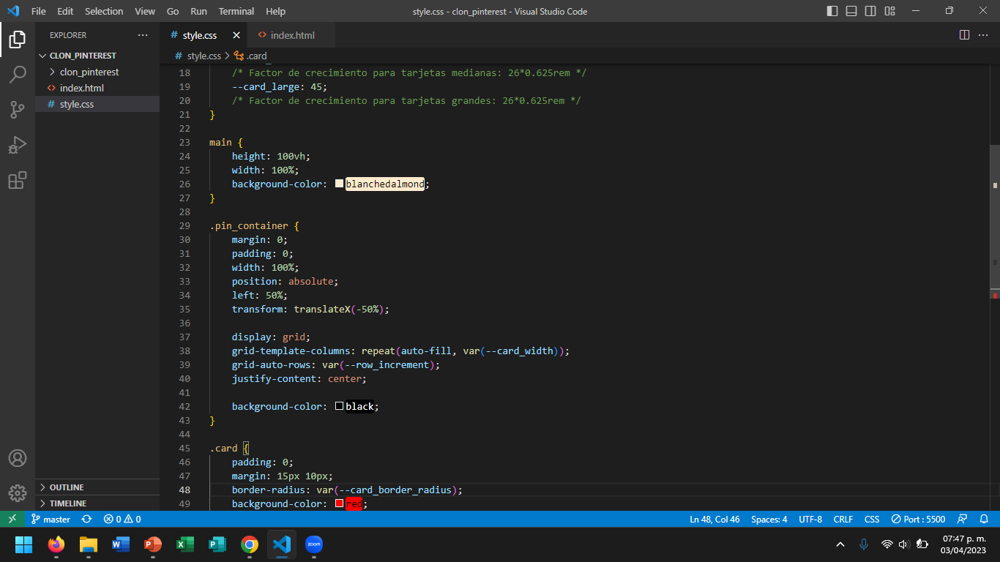 File Edit Selection View Go Run Terminal Help
style.css - clon_pinterest - Visual Studio Code
EXPLORER
CLON_PINTEREST
clon_pinterest
index.html
style.css
OUTLINE
TIMELINE
# style.css
<> index.html
# style.css > .card
18 /* Factor de crecimiento para tarjetas medianas: 26*0.625rem */
19 --card_large: 45;
20 /* Factor de crecimiento para tarjetas grandes: 26*0.625rem */
21 }
22
23 main {
24 height: 100vh;
25 width: 100%;
26 background-color: blanchedalmond;
27 }
28
29 .pin_container {
30 margin: 0;
31 padding: 0;
32 width: 100%;
33 position: absolute;
34 left: 50%;
35 transform: translateX(-50%);
36
37 display: grid;
38 grid-template-columns: repeat(auto-fill, var(--card_width));
39 grid-auto-rows: var(--row_increment);
40 justify-content: center;
41
42 background-color: black;
43 }
44
45 .card {
46 padding: 0;
47 margin: 15px 10px;
48 border-radius: var(--card_border_radius);
49 background-color: red;
master 0 0 Ln 48, Col 46 Spaces: 4 UTF-8 CRLF CSS Port : 5500
zoom
07:47 p. m.
03/04/2023